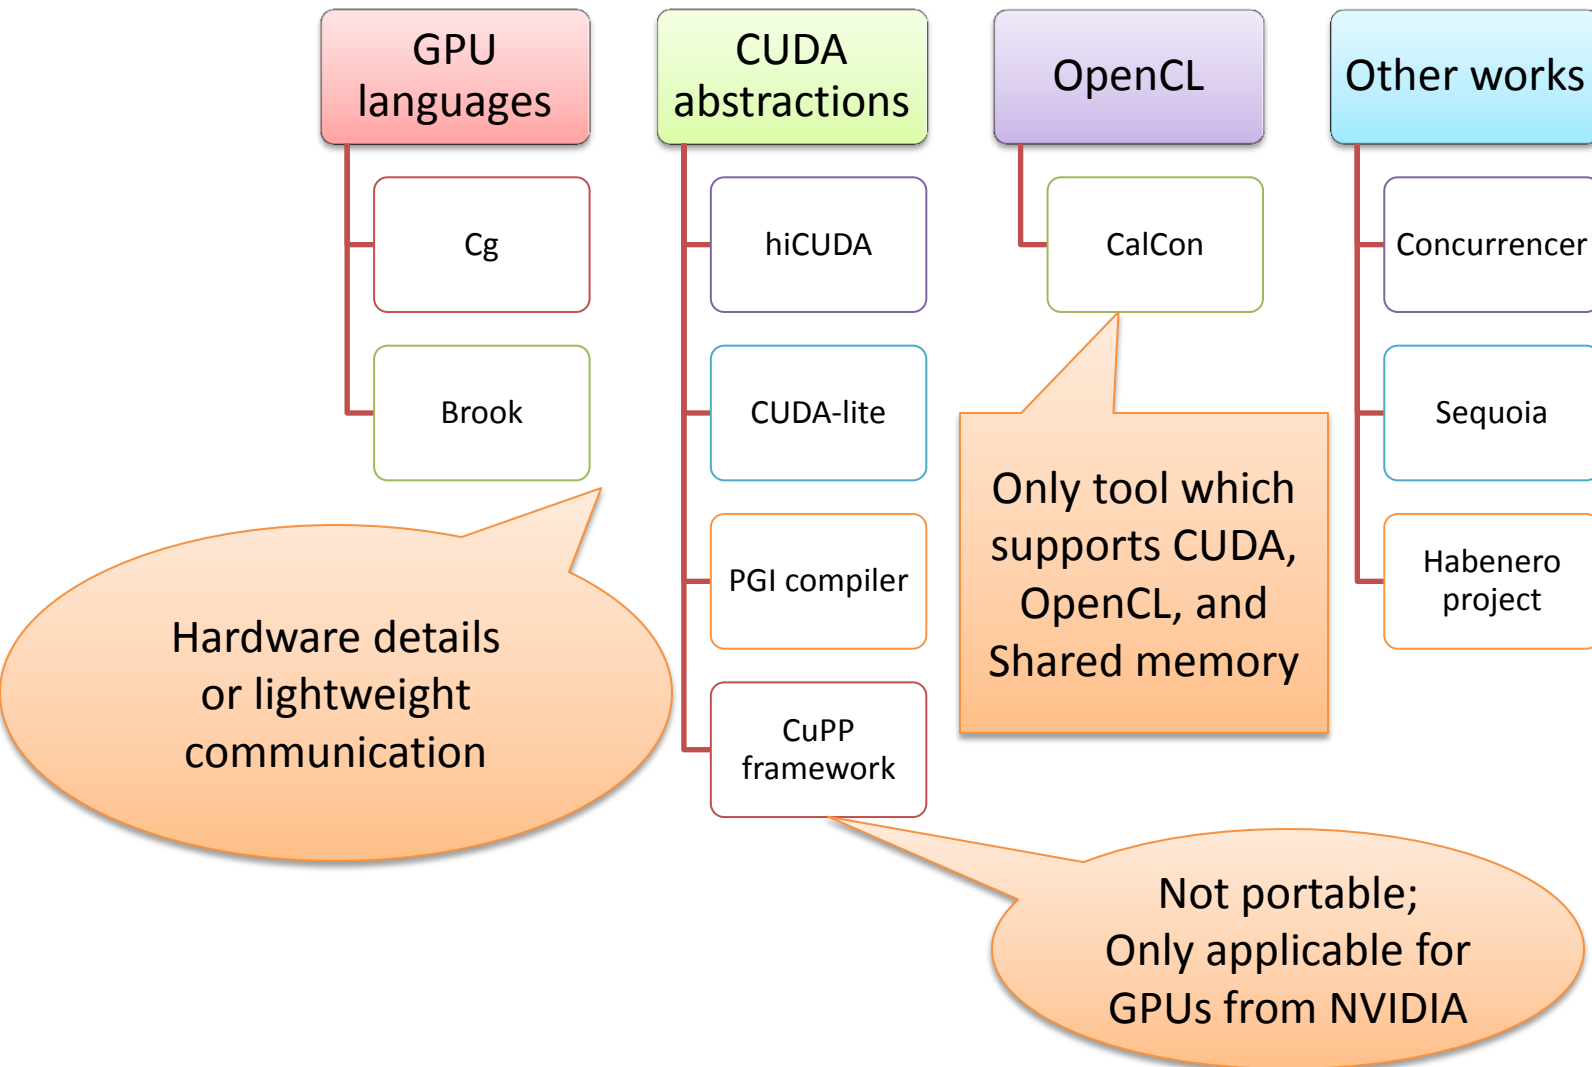 GPU
languages
Cg
Brook
Hardware details
or lightweight
communication
CUDA
abstractions
hiCUDA
CUDA-lite
PGI compiler
CuPP
framework
Not portable;
Only applicable for
GPUs from NVIDIA
OpenCL
CalCon
Only tool which
supports CUDA,
OpenCL, and
Shared memory
Other works
Concurrencer
Sequoia
Habenero
project